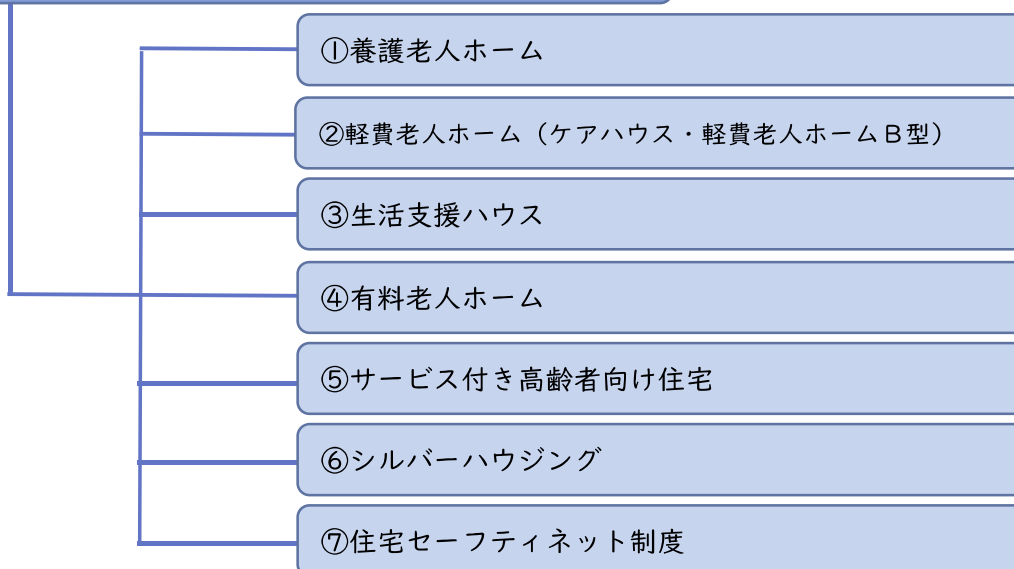 ①養護老人ホーム
②軽費老人ホーム（ケアハウス・軽費老人ホームＢ型）
③生活支援ハウス
④有料老人ホーム
⑤サービス付き高齢者向け住宅
⑥シルバーハウジング
⑦住宅セーフティネット制度